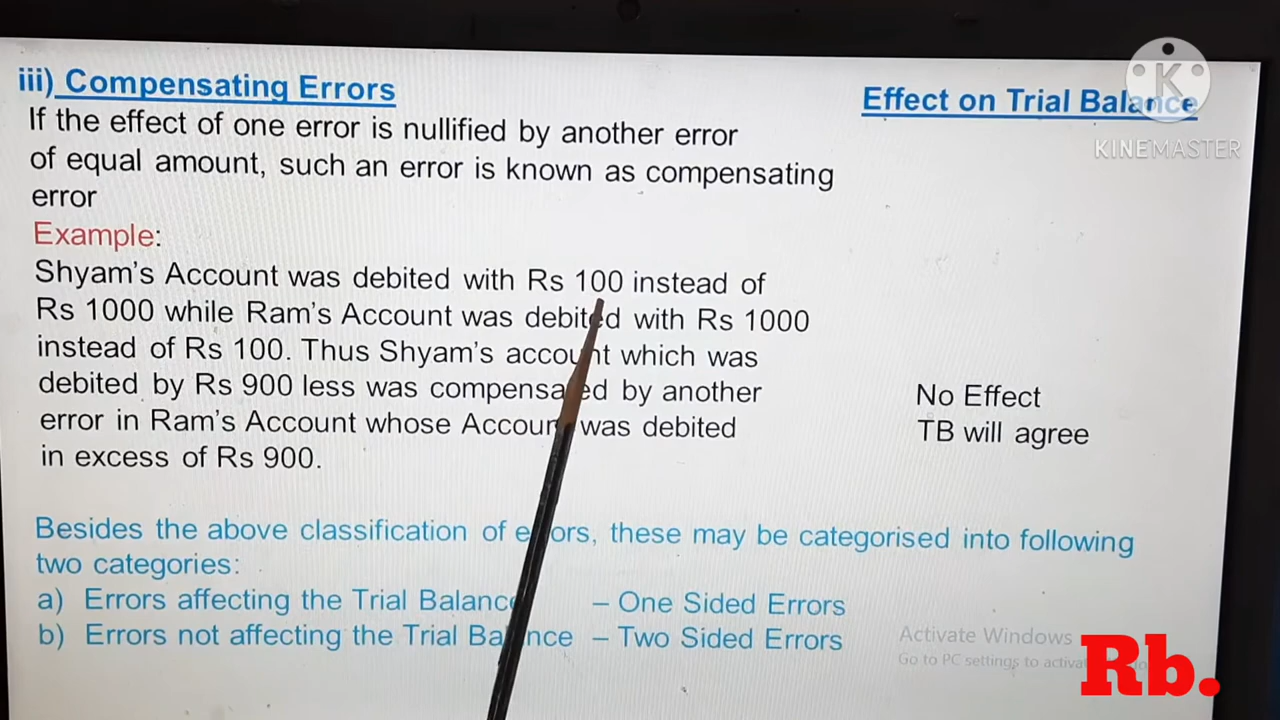 iii) Compensating Errors
Effect on Trial Balance
K
KINEMASTER
If the effect of one error is nullified by another error
of equal amount, such an error is known as compensating
error
Example:
Shyam's Account was debited with Rs 100 instead of
Rs 1000 while Ram's Account was debited with Rs 1000
instead of Rs 100. Thus Shyam's account which was
debited by Rs 900 less was compensated by another
error in Ram's Account whose Account was debited
in excess of Rs 900.
No Effect
TB will agree
Besides the above classification of errors, these may be categorised into following
two categories:
a) Errors affecting the Trial Balance – One Sided Errors
b) Errors not affecting the Trial Balance – Two Sided Errors
Activate Windows
Go to PC settings to
Rb.